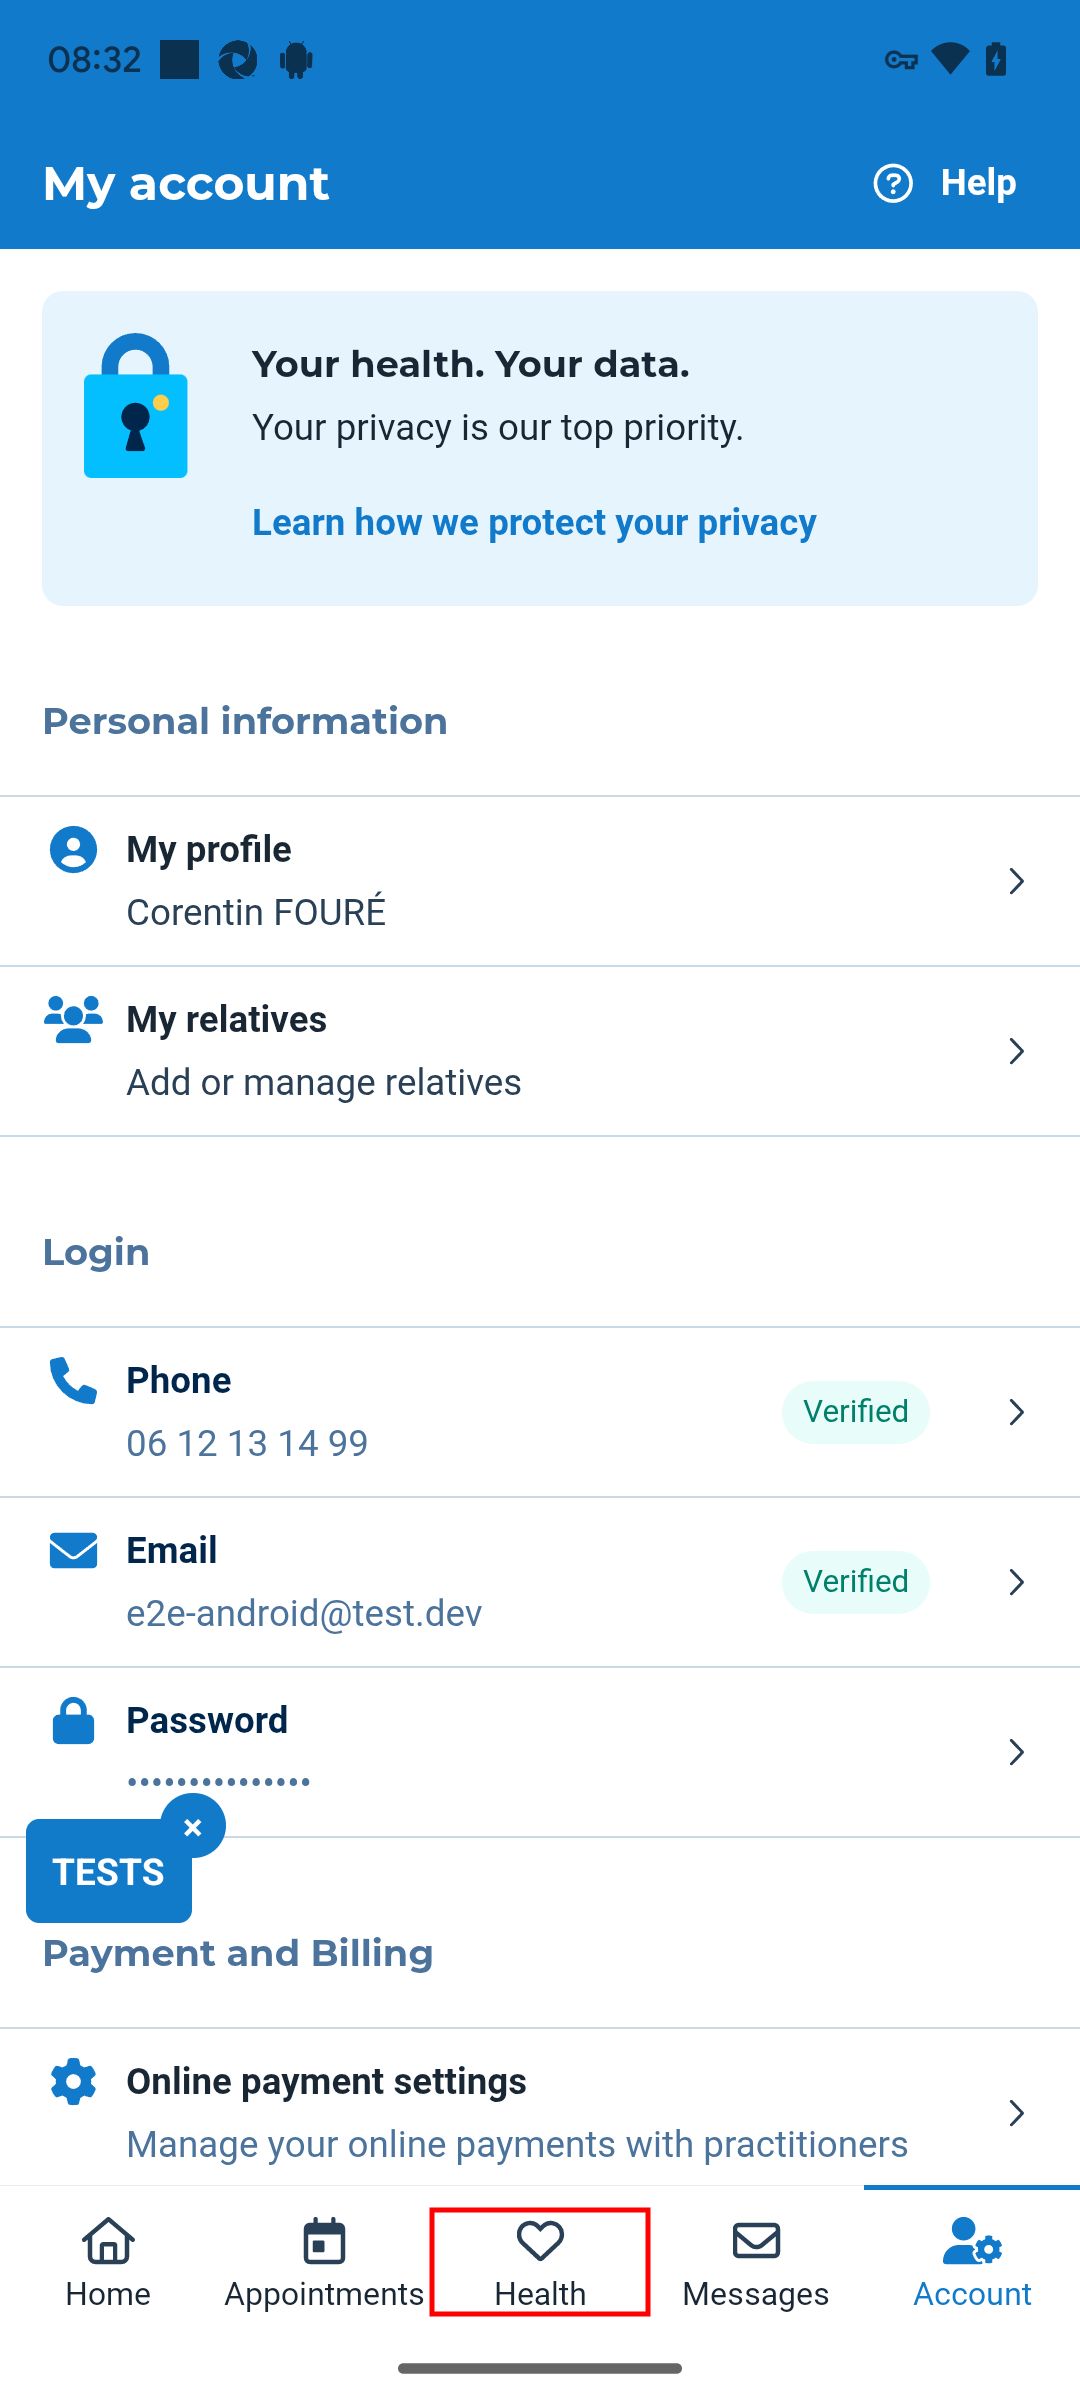 08:32
My account
Help
Your health. Your data.
Your privacy is our top priority.
Learn how we protect your privacy
Personal information
My profile
Corentin FOURÉ
My relatives
Add or manage relatives
Login
Phone
06 12 13 14 99
Verified
Email
e2e-android@test.dev
Verified
Password
•••••••••••••••
TESTS
×
Payment and Billing
Online payment settings
Manage your online payments with practitioners
Home
Appointments
Health
Messages
Account